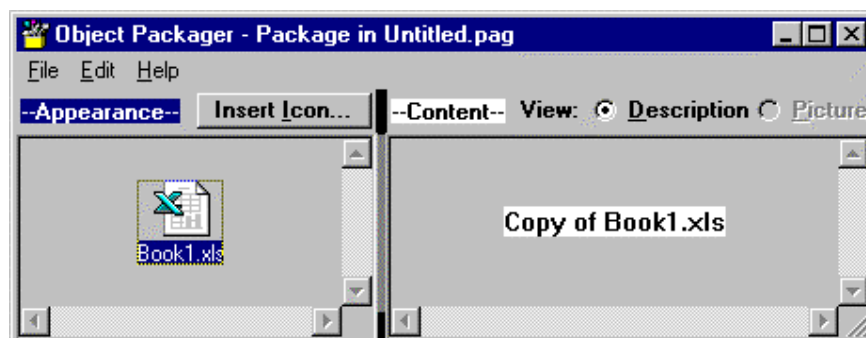 Object Packager - Package in Untitled.pag
File Edit Help
--Appearance-- Insert Icon... --Content-- View: Description Picture
Copy of Book1.xls
Book1.xls